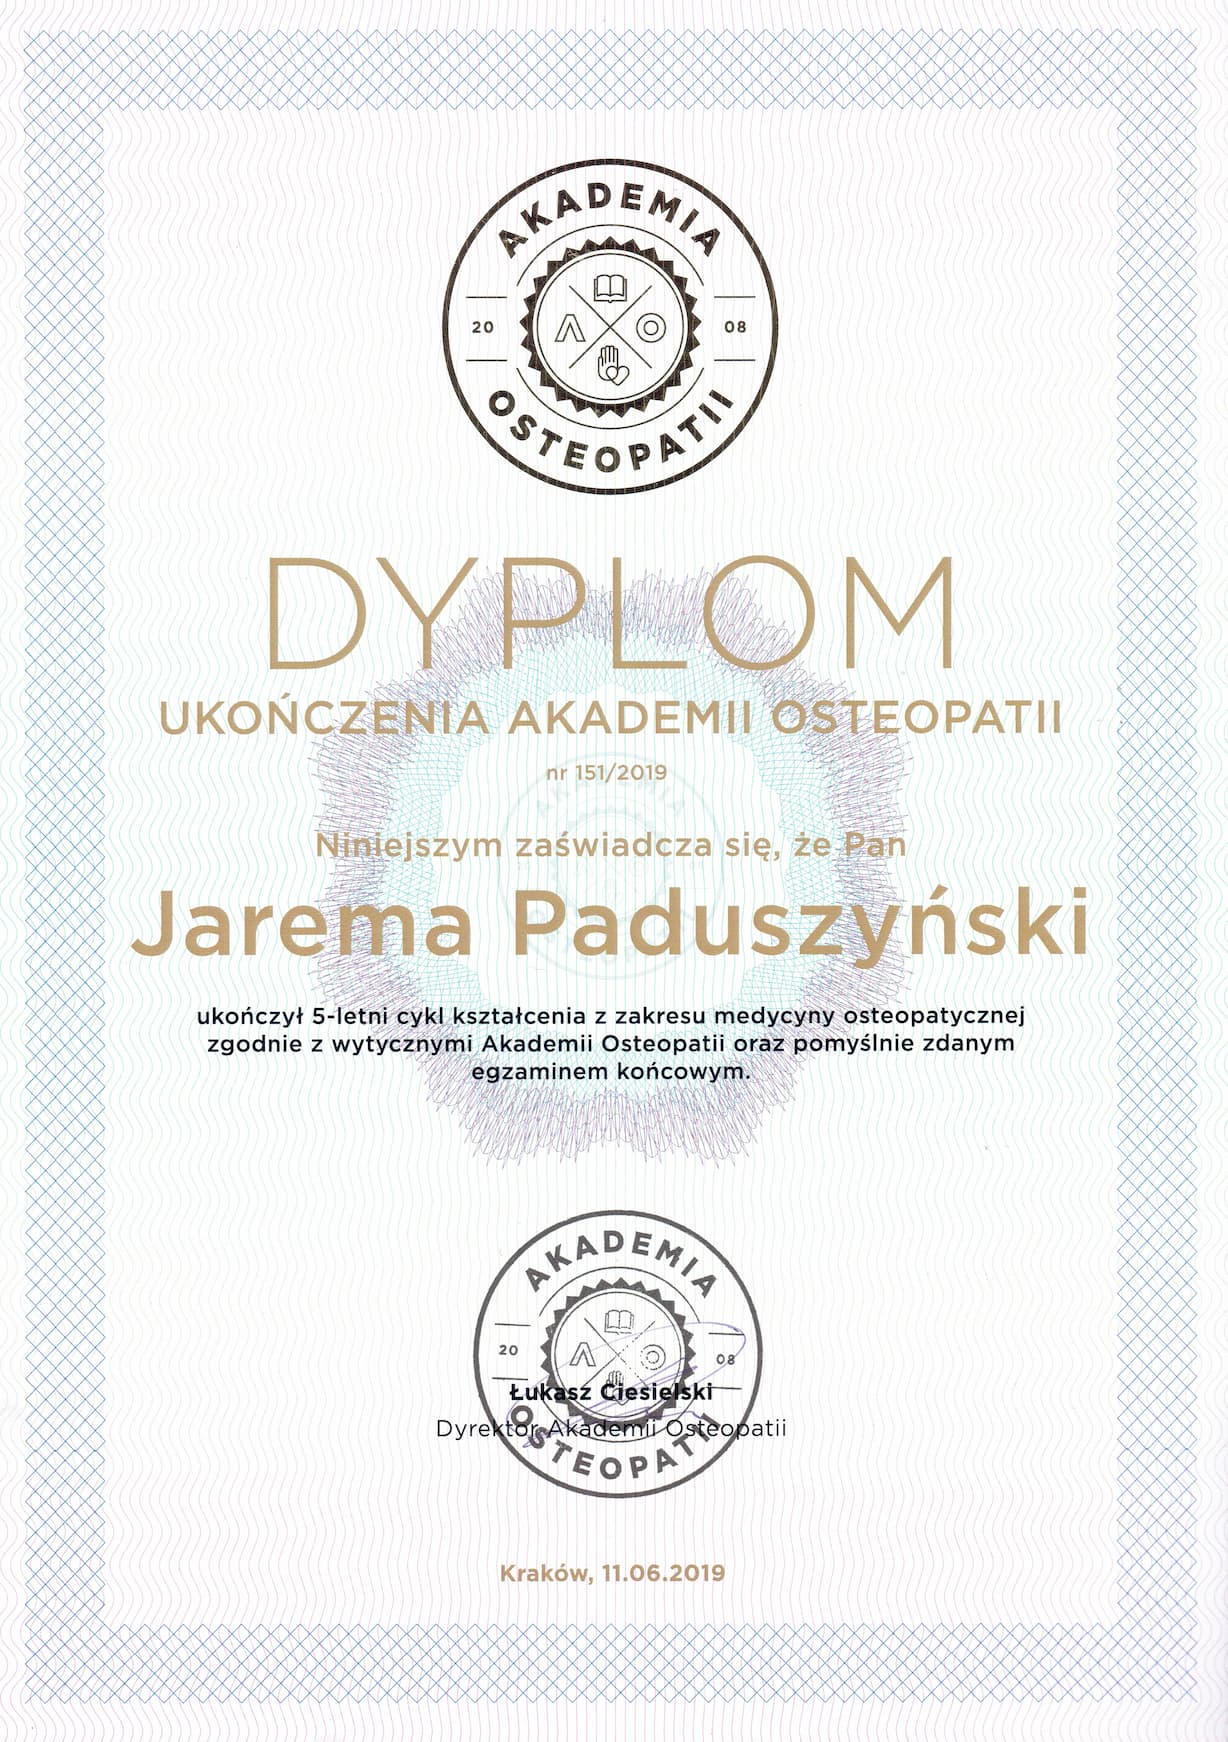 AKADEMIA
20 08
Λ O
OSTEOPATII
DYPLOM
UKOŃCZENIA AKADEMII OSTEOPATII
nr 151/2019
Niniejszym zaświadcza się, że Pan
Jarema Paduszyński
ukończył 5-letni cykl kształcenia z zakresu medycyny osteopatycznej
zgodnie z wytycznymi Akademii Osteopatii oraz pomyślnie zdanym
egzaminem końcowym.
AKADEMIA
20 08
Λ O
Łukasz Ciesielski
Dyrektor Akademii Osteopatii
OSTEOPATII
Kraków, 11.06.2019